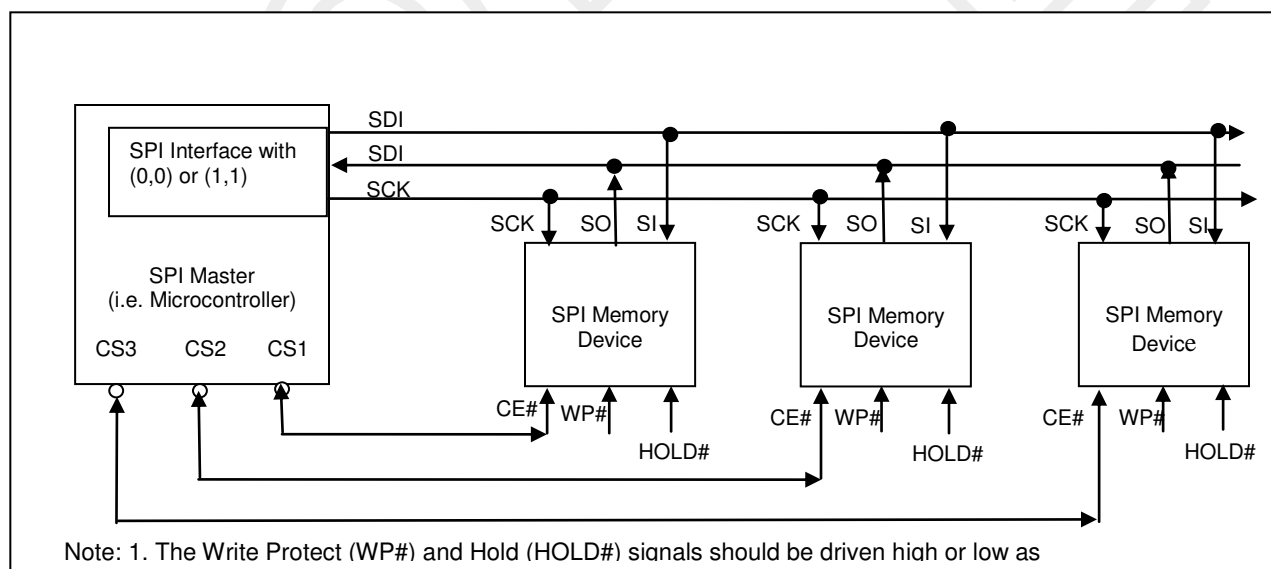 SDI
SPI Interface with
(0,0) or (1,1)
SDI
SCK
SCK SO SI SCK SO SI SCK SO SI
SPI Master
(i.e. Microcontroller)
SPI Memory
Device
SPI Memory
Device
SPI Memory
Device
CS3 CS2 CS1
CE# WP# HOLD# CE# WP# HOLD# CE# WP# HOLD#
Note: 1. The Write Protect (WP#) and Hold (HOLD#) signals should be driven high or low as